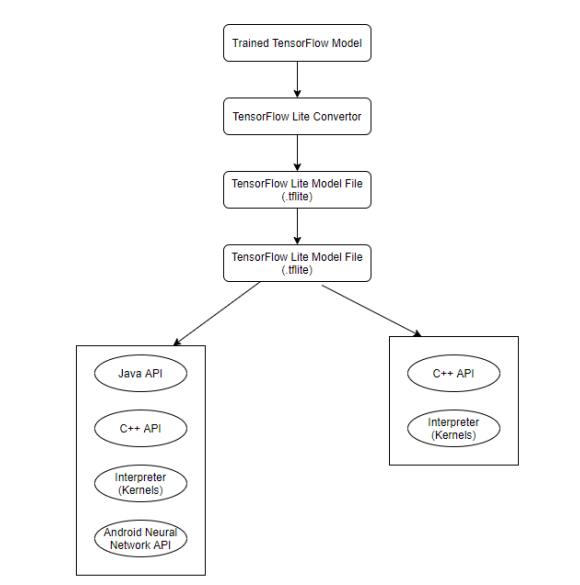 Trained TensorFlow Model
TensorFlow Lite Convertor
TensorFlow Lite Model File
(.tflite)
TensorFlow Lite Model File
(.tflite)
Java API
C++ API
Interpreter
(Kernels)
Android Neural
Network API
C++ API
Interpreter
(Kernels)